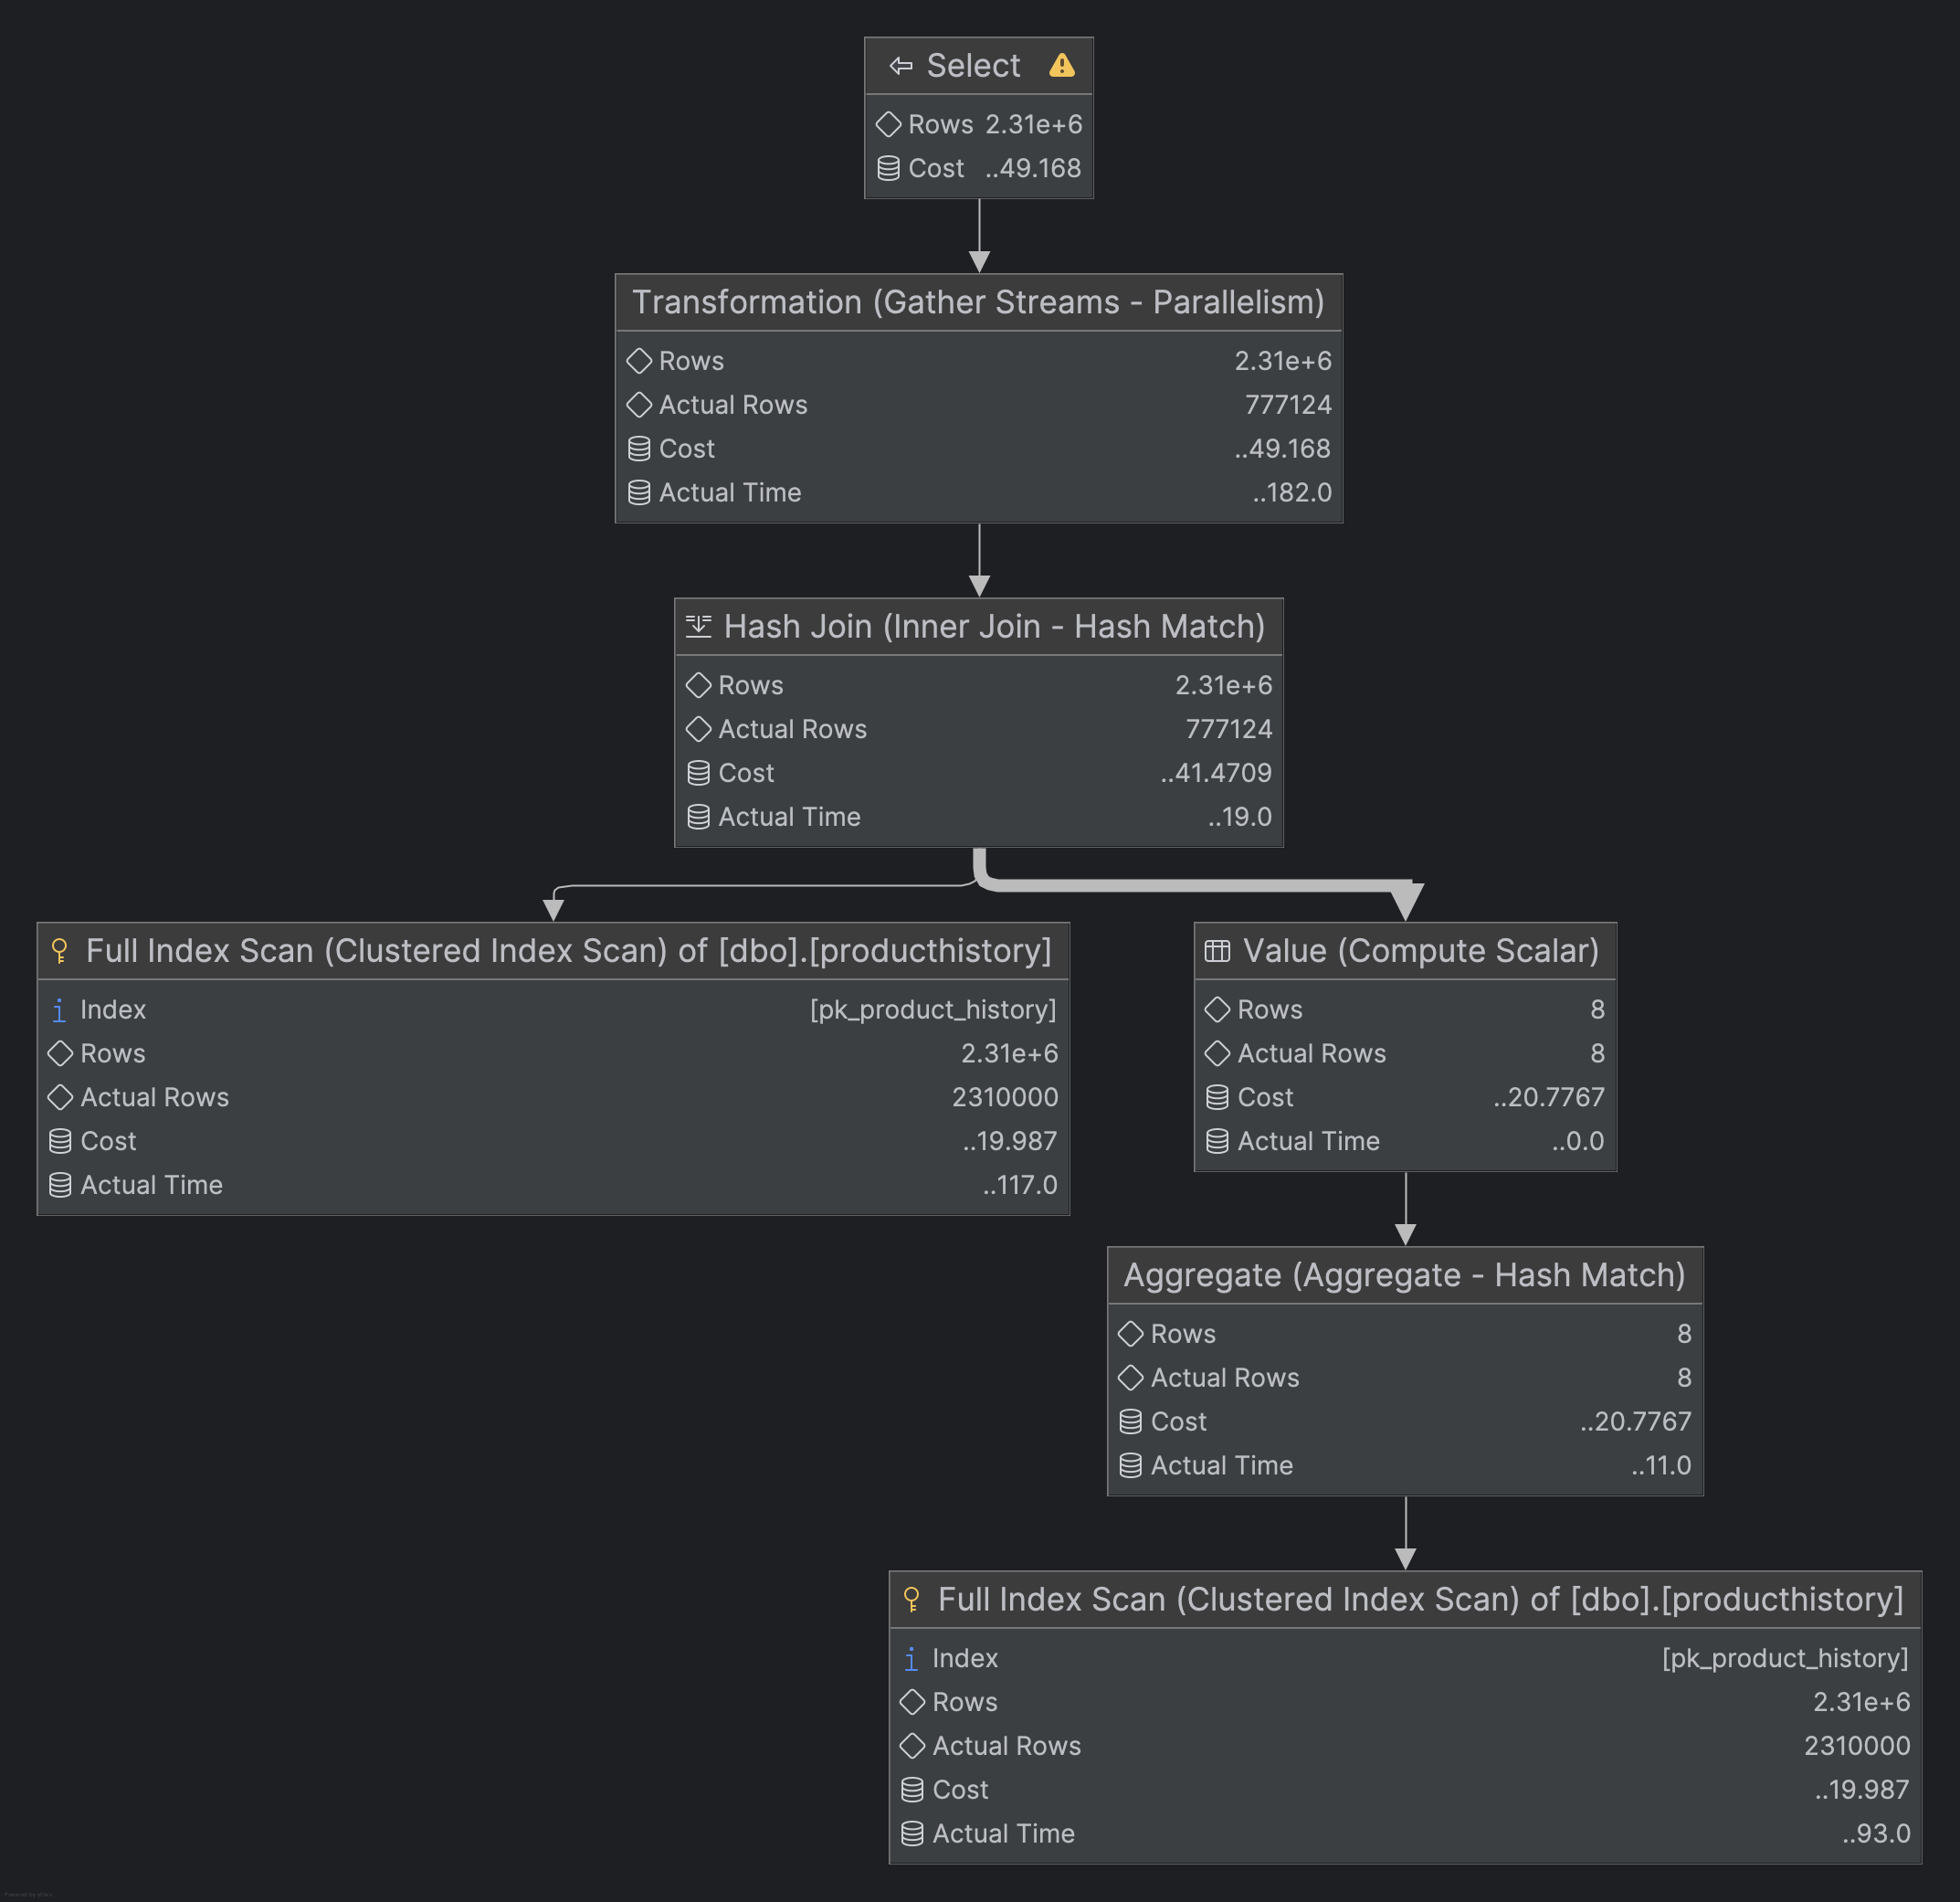 Select
Rows 2.31e+6
Cost ..49.168
Transformation (Gather Streams - Parallelism)
Rows 2.31e+6
Actual Rows 777124
Cost ..49.168
Actual Time ..182.0
Hash Join (Inner Join - Hash Match)
Rows 2.31e+6
Actual Rows 777124
Cost ..41.4709
Actual Time ..19.0
Full Index Scan (Clustered Index Scan) of [dbo].[producthistory]
Index [pk_product_history]
Rows 2.31e+6
Actual Rows 2310000
Cost ..19.987
Actual Time ..117.0
Value (Compute Scalar)
Rows 8
Actual Rows 8
Cost ..20.7767
Actual Time ..0.0
Aggregate (Aggregate - Hash Match)
Rows 8
Actual Rows 8
Cost ..20.7767
Actual Time ..11.0
Full Index Scan (Clustered Index Scan) of [dbo].[producthistory]
Index [pk_product_history]
Rows 2.31e+6
Actual Rows 2310000
Cost ..19.987
Actual Time ..93.0